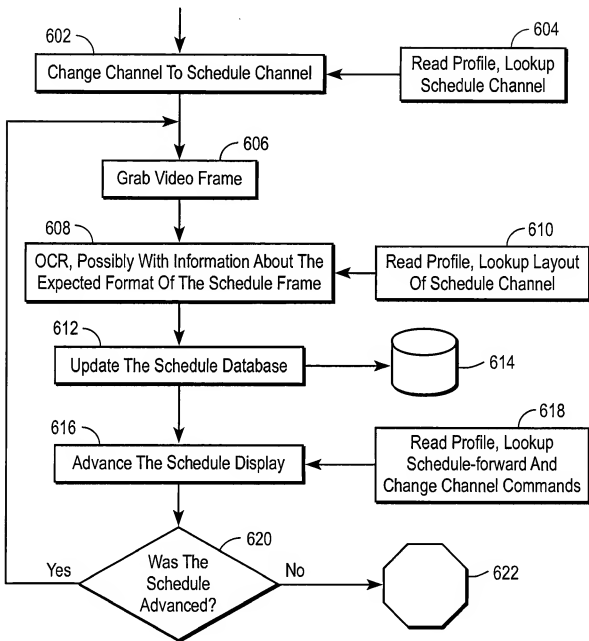 602
604
Change Channel To Schedule Channel
Read Profile, Lookup
Schedule Channel
606
Grab Video Frame
608
610
OCR, Possibly With Information About The
Expected Format Of The Schedule Frame
Read Profile, Lookup Layout
Of Schedule Channel
612
Update The Schedule Database
614
616
618
Advance The Schedule Display
Read Profile, Lookup
Schedule-forward And
Change Channel Commands
620
Yes
Was The
Schedule
Advanced?
No
622